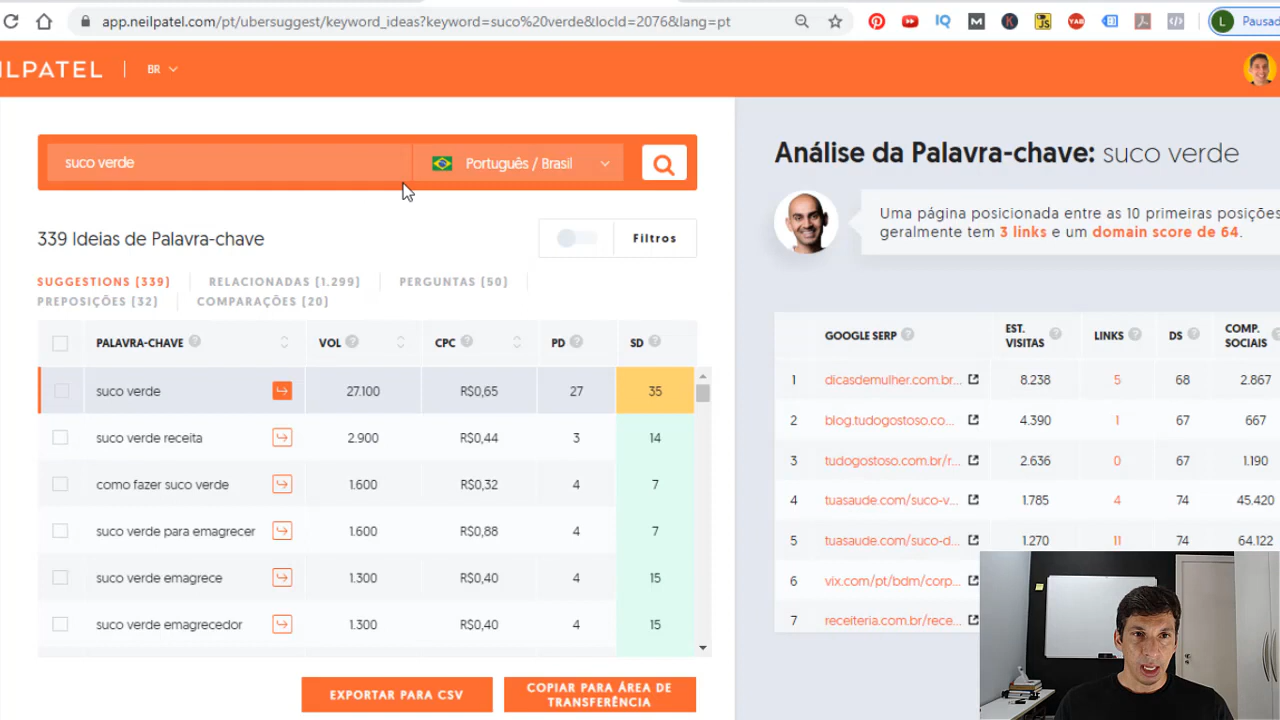 app.neilpatel.com/pt/ubersuggest/keyword_ideas?keyword=suco%20verde&locId=2076&lang=pt
IQ
M
K
JS
YAB
L Pausad
ILPATEL
BR
suco verde
Português / Brasil
339 Ideias de Palavra-chave
Filtros
SUGGESTIONS (339)
RELACIONADAS (1.299)
PERGUNTAS (50)
PREPOSIÇÕES (32)
COMPARAÇÕES (20)
PALAVRA-CHAVE ? VOL ? CPC ? PD ? SD ?
suco verde 27.100 R$0,65 27 35
suco verde receita 2.900 R$0,44 3 14
como fazer suco verde 1.600 R$0,32 4 7
suco verde para emagrecer 1.600 R$0,88 4 7
suco verde emagrece 1.300 R$0,40 4 15
suco verde emagrecedor 1.300 R$0,40 4 15
EXPORTAR PARA CSV
COPIAR PARA ÁREA DE
TRANSFERÊNCIA
Análise da Palavra-chave: suco verde
Uma página posicionada entre as 10 primeiras posições
geralmente tem 3 links e um domain score de 64.
GOOGLE SERP ? EST. VISITAS ? LINKS ? DS ? COMP. SOCIAIS
1 dicasdemulher.com.br... 8.238 5 68 2.867
2 blog.tudogostoso.co... 4.390 1 67 667
3 tudogostoso.com.br/r... 2.636 0 67 1.190
4 tuasaude.com/suco-v... 1.785 4 74 45.420
5 tuasaude.com/suco-d... 1.270 11 74 64.122
6 vix.com/pt/bdm/corp...
7 receiteria.com.br/rece...